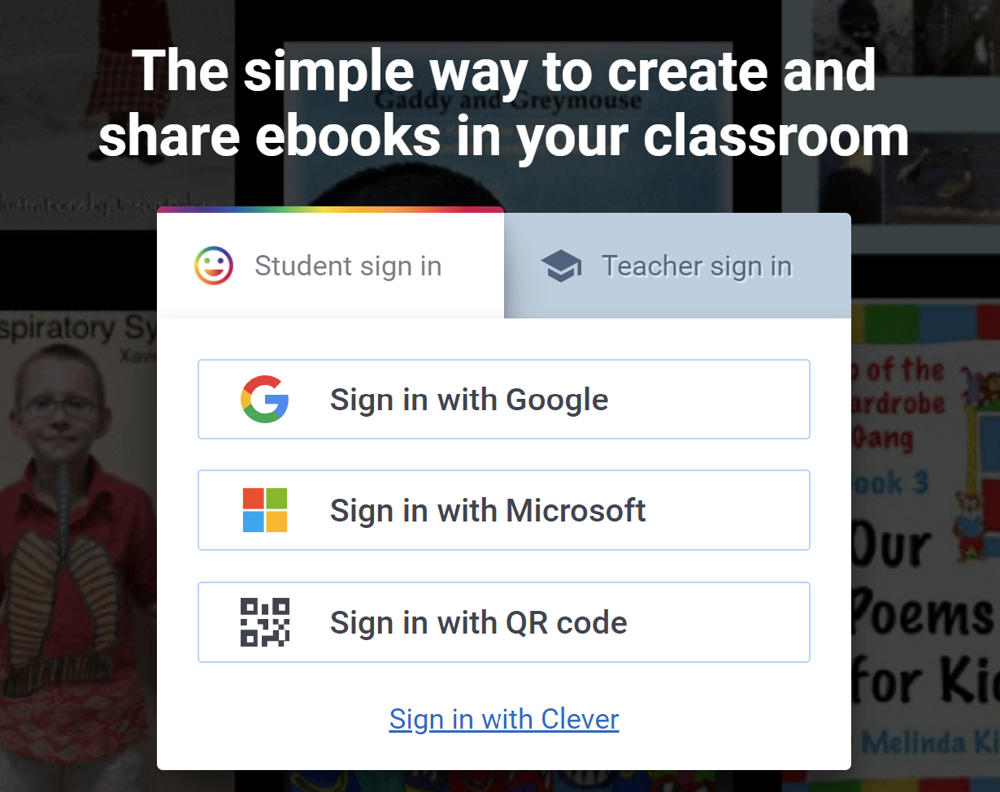 The simple way to create and
share ebooks in your classroom
Gaddy and Greymouse
Student sign in
Teacher sign in
Sign in with Google
Sign in with Microsoft
Sign in with QR code
Sign in with Clever
spiratory Sy
Xavi
of the
ardrobe
Gang
ook 3
Our
Poems
for Ki
Melinda Ki